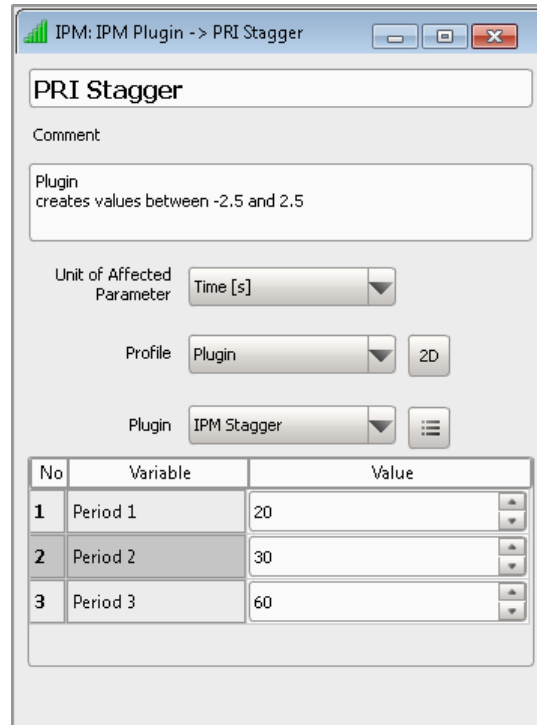 IPM: IPM Plugin -> PRI Stagger
PRI Stagger
Comment
Plugin
creates values between -2.5 and 2.5
Unit of Affected
Parameter
Time [s]
Profile
Plugin
2D
Plugin
IPM Stagger
No Variable Value
1 Period 1 20
2 Period 2 30
3 Period 3 60